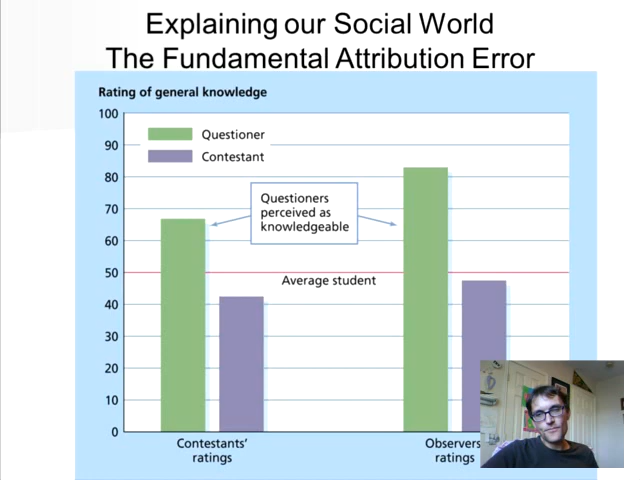 Explaining our Social World
The Fundamental Attribution Error
Rating of general knowledge
100
90
80
70
60
50
40
30
20
10
0
Questioner
Contestant
Questioners
perceived as
knowledgeable
Average student
Contestants'
ratings
Observers
ratings